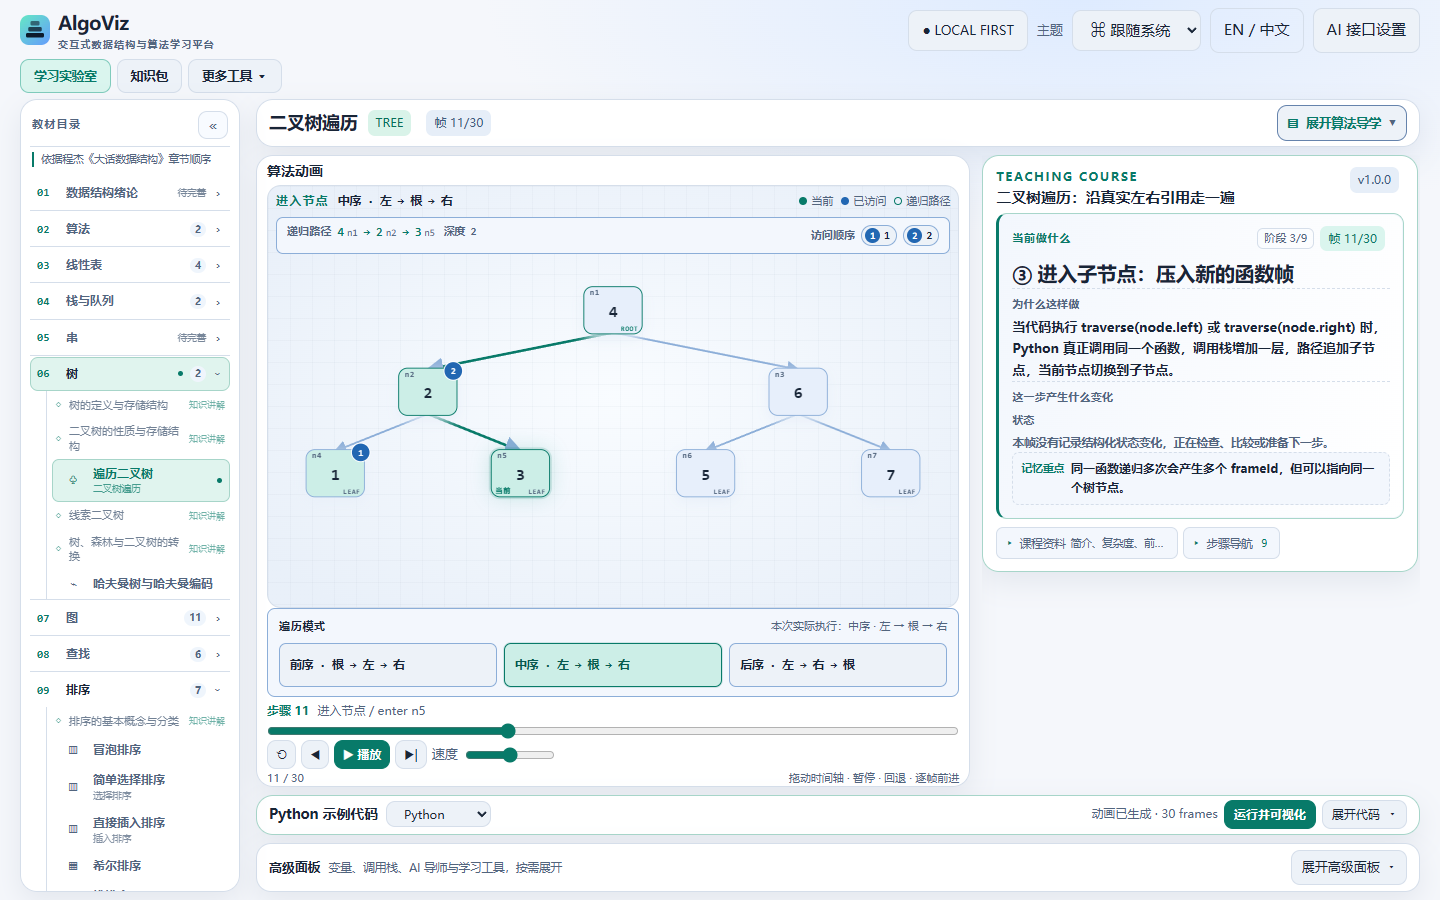 AlgoViz
交互式数据结构与算法学习平台
● LOCAL FIRST
主题
⌘ 跟随系统
EN / 中文
AI 接口设置
学习实验室
知识包
更多工具
教材目录
«
依据程杰《大话数据结构》章节顺序
01 数据结构绪论 待完善
02 算法 2
03 线性表 4
04 栈与队列 2
05 串 待完善
06 树 2
树的定义与存储结构 知识讲解
二叉树的性质与存储结构 知识讲解
遍历二叉树
二叉树遍历
线索二叉树 知识讲解
树、森林与二叉树的转换 知识讲解
哈夫曼树与哈夫曼编码
07 图 11
08 查找 6
09 排序 7
排序的基本概念与分类 知识讲解
冒泡排序
简单选择排序
选择排序
直接插入排序
插入排序
希尔排序
二叉树遍历 TREE 帧 11/30
展开算法导学
算法动画
进入节点 中序 · 左 → 根 → 右
当前 已访问 递归路径
递归路径 4 n1 → 2 n2 → 3 n5 深度 2
访问顺序 1 1 2 2
n1
4
ROOT
n2
2
2
n3
6
n4
1
1
LEAF
n5
3
当前 LEAF
n6
5
LEAF
n7
7
LEAF
遍历模式
本次实际执行：中序 · 左 → 根 → 右
前序 · 根 → 左 → 右
中序 · 左 → 根 → 右
后序 · 左 → 右 → 根
步骤 11 进入节点 / enter n5
播放
速度
11 / 30
拖动时间轴 · 暂停 · 回退 · 逐帧前进
TEACHING COURSE
v1.0.0
二叉树遍历：沿真实左右引用走一遍
当前做什么
阶段 3/9
帧 11/30
③ 进入子节点：压入新的函数帧
为什么这样做
当代码执行 traverse(node.left) 或 traverse(node.right) 时，
Python 真正调用同一个函数，调用栈增加一层，路径追加子节
点，当前节点切换到子节点。
这一步产生什么变化
状态
本帧没有记录结构化状态变化，正在检查、比较或准备下一步。
记忆重点 同一函数递归多次会产生多个 frameId，但可以指向同一
个树节点。
课程资料 简介、复杂度、前...
步骤导航 9
Python 示例代码
Python
动画已生成 · 30 frames
运行并可视化
展开代码
高级面板 变量、调用栈、AI 导师与学习工具，按需展开
展开高级面板